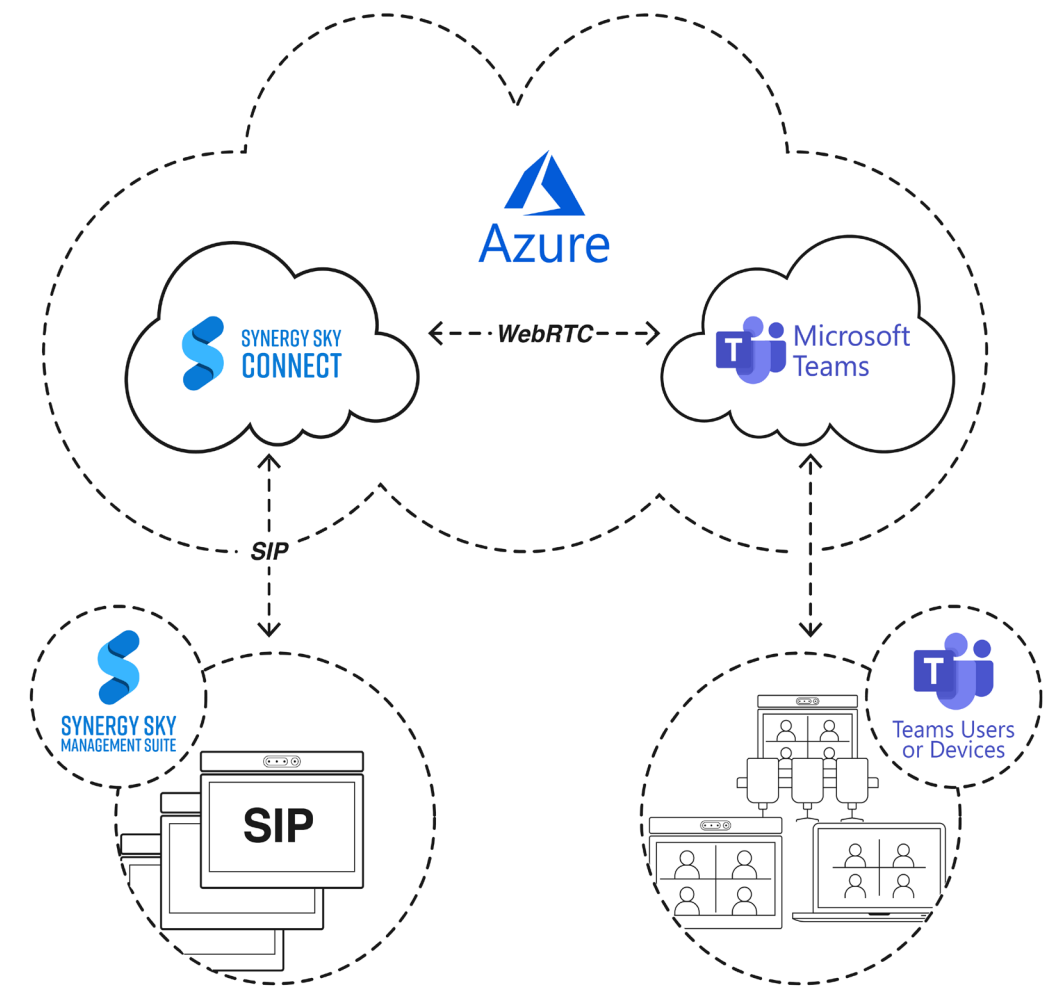 Azure
SYNERGY SKY
CONNECT
WebRTC
T
Microsoft
Teams
SIP
SYNERGY SKY
MANAGEMENT SUITE
SIP
T
Teams Users
or Devices